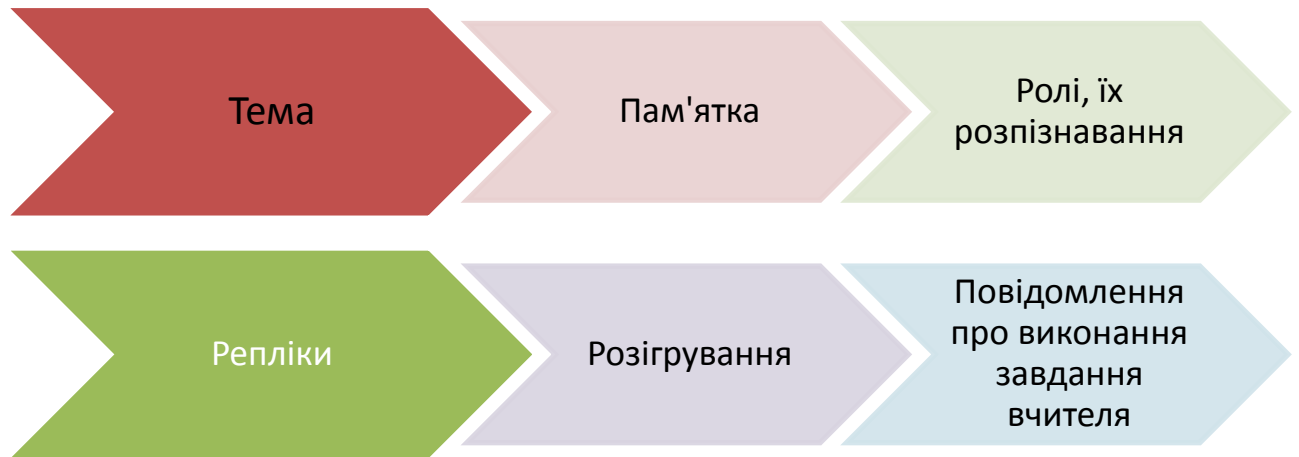 Тема
Пам'ятка
Ролі, їх
розпізнавання
Репліки
Розігрування
Повідомлення
про виконання
завдання
вчителя